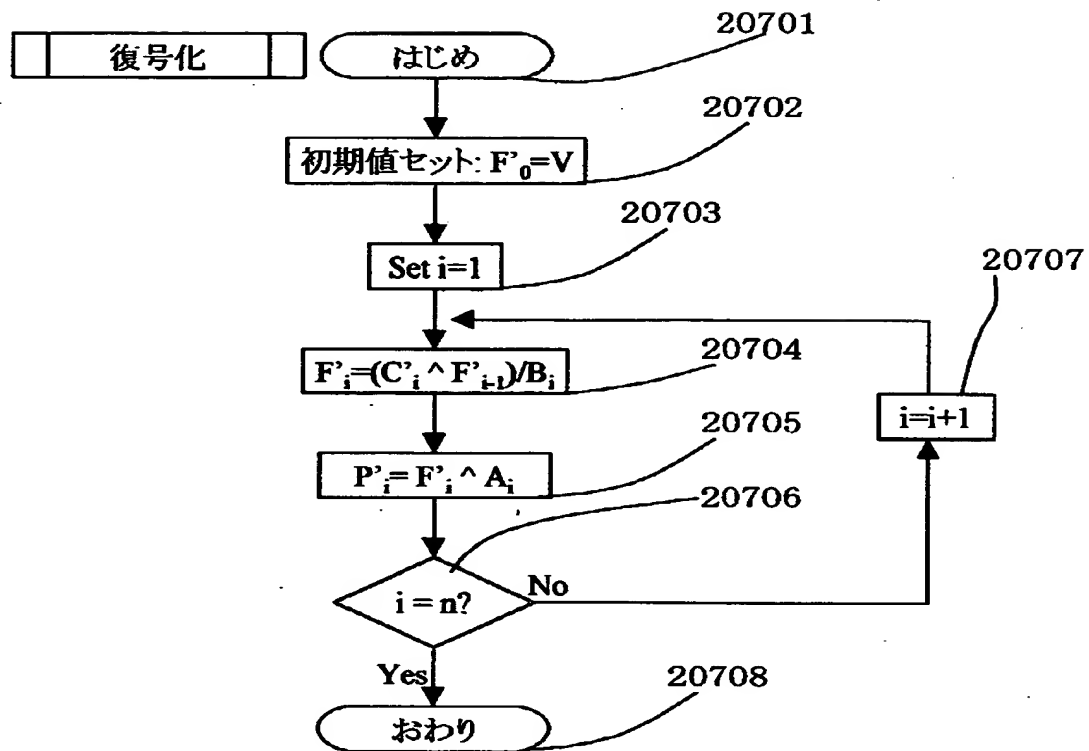 20701
復号化
はじめ
20702
初期値セット: F'₀=V
20703
Set i=1
20707
20704
F'ᵢ=(C'ᵢ ^ F'ᵢ₋₁)/Bᵢ
i=i+1
20705
P'ᵢ= F'ᵢ ^ Aᵢ
20706
No
i = n?
Yes
20708
おわり